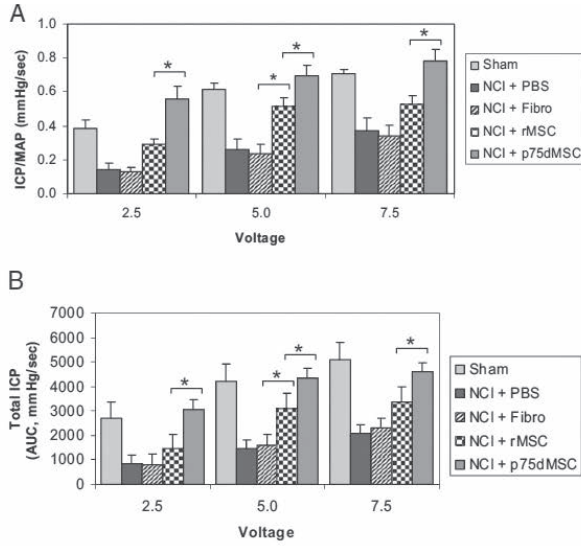 A
ICP/MAP (mmHg/sec)
1.0
0.8
0.6
0.4
0.2
0.0
*
*
*
*
2.5 5.0 7.5
Voltage
Sham
NCI + PBS
NCI + Fibro
NCI + rMSC
NCI + p75dMSC
B
Total ICP
(AUC, mmHg/sec)
7000
6000
5000
4000
3000
2000
1000
0
*
*
*
*
2.5 5.0 7.5
Voltage
Sham
NCI + PBS
NCI + Fibro
NCI + rMSC
NCI + p75dMSC